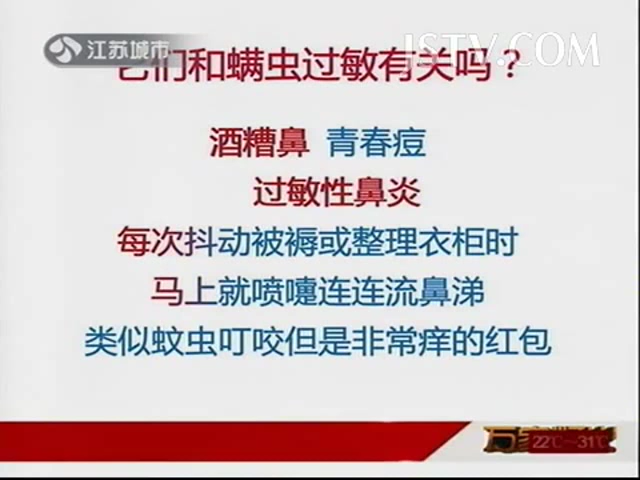 江苏城市
JSTV.COM
它们和螨虫过敏有关吗？
酒糟鼻 青春痘
过敏性鼻炎
每次抖动被褥或整理衣柜时
马上就喷嚏连连流鼻涕
类似蚊虫叮咬但是非常痒的红包
22℃~31℃